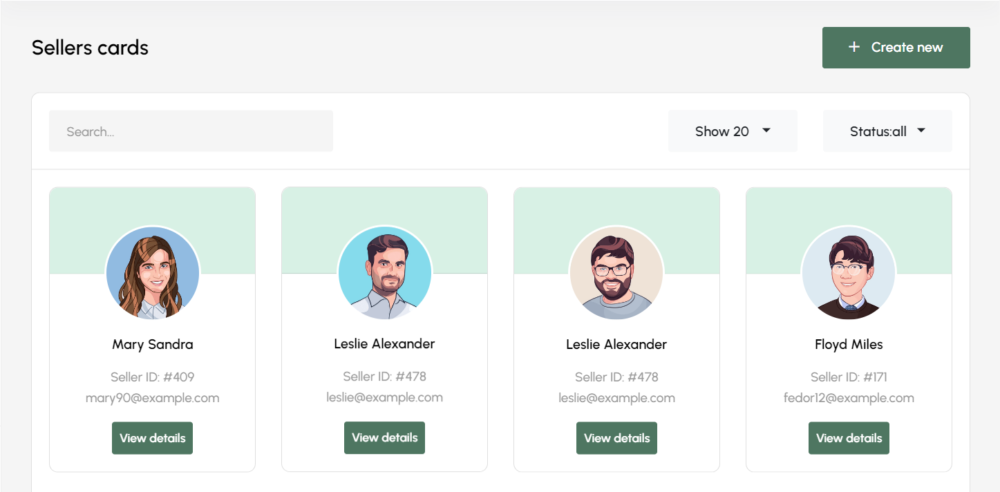 Sellers cards
+ Create new
Search...
Show 20
Status:all
Mary Sandra
Seller ID: #409
mary90@example.com
View details
Leslie Alexander
Seller ID: #478
leslie@example.com
View details
Leslie Alexander
Seller ID: #478
leslie@example.com
View details
Floyd Miles
Seller ID: #171
fedor12@example.com
View details